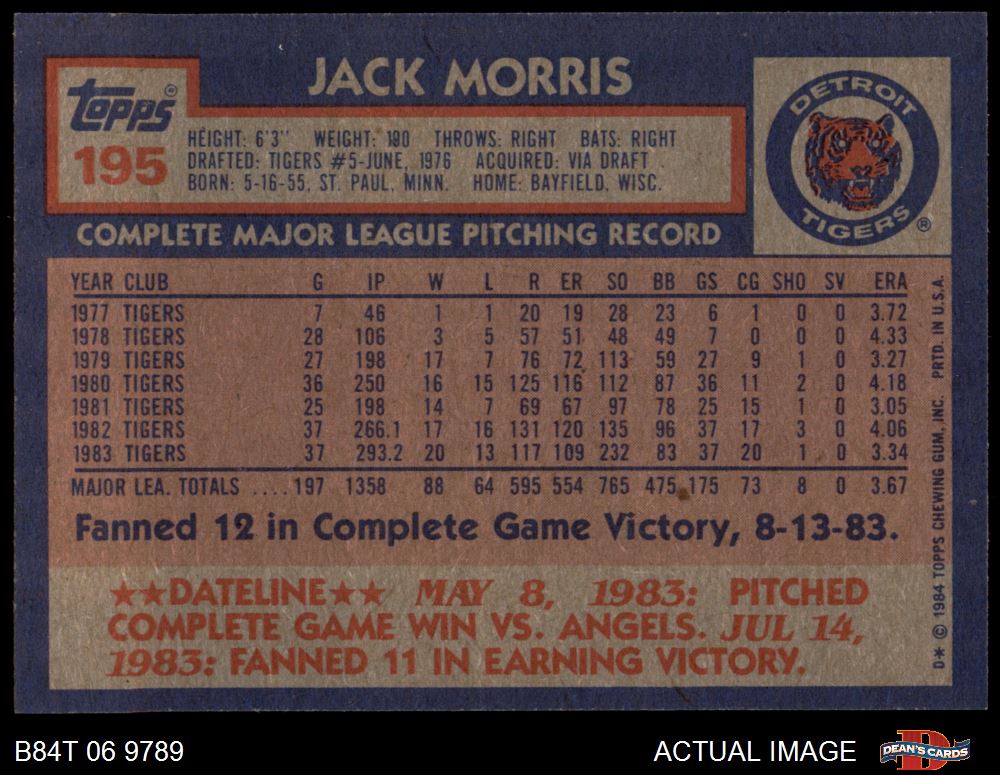 JACK MORRIS
topps®
195
HEIGHT: 6'3" WEIGHT: 190 THROWS: RIGHT BATS: RIGHT
DRAFTED: TIGERS #5-JUNE, 1976 ACQUIRED: VIA DRAFT
BORN: 5-16-55, ST. PAUL, MINN. HOME: BAYFIELD, WISC.
DETROIT
TIGERS ®
COMPLETE MAJOR LEAGUE PITCHING RECORD
YEAR CLUB G IP W L R ER SO BB GS CG SHO SV ERA
1977 TIGERS 7 46 1 1 20 19 28 23 6 1 0 0 3.72
1978 TIGERS 28 106 3 5 57 51 48 49 7 0 0 0 4.33
1979 TIGERS 27 198 17 7 76 72 113 59 27 9 1 0 3.27
1980 TIGERS 36 250 16 15 125 116 112 87 36 11 2 0 4.18
1981 TIGERS 25 198 14 7 69 67 97 78 25 15 1 0 3.05
1982 TIGERS 37 266.1 17 16 131 120 135 96 37 17 3 0 4.06
1983 TIGERS 37 293.2 20 13 117 109 232 83 37 20 1 0 3.34
MAJOR LEA. TOTALS ....197 1358 88 64 595 554 765 475 175 73 8 0 3.67
Fanned 12 in Complete Game Victory, 8-13-83.
★★DATELINE★★ MAY 8, 1983: PITCHED
COMPLETE GAME WIN VS. ANGELS. JUL 14,
1983: FANNED 11 IN EARNING VICTORY.
D★ © 1984 TOPPS CHEWING GUM, INC. PRTD. IN U.S.A.
B84T 06 9789
ACTUAL IMAGE
D
DEAN'S CARDS